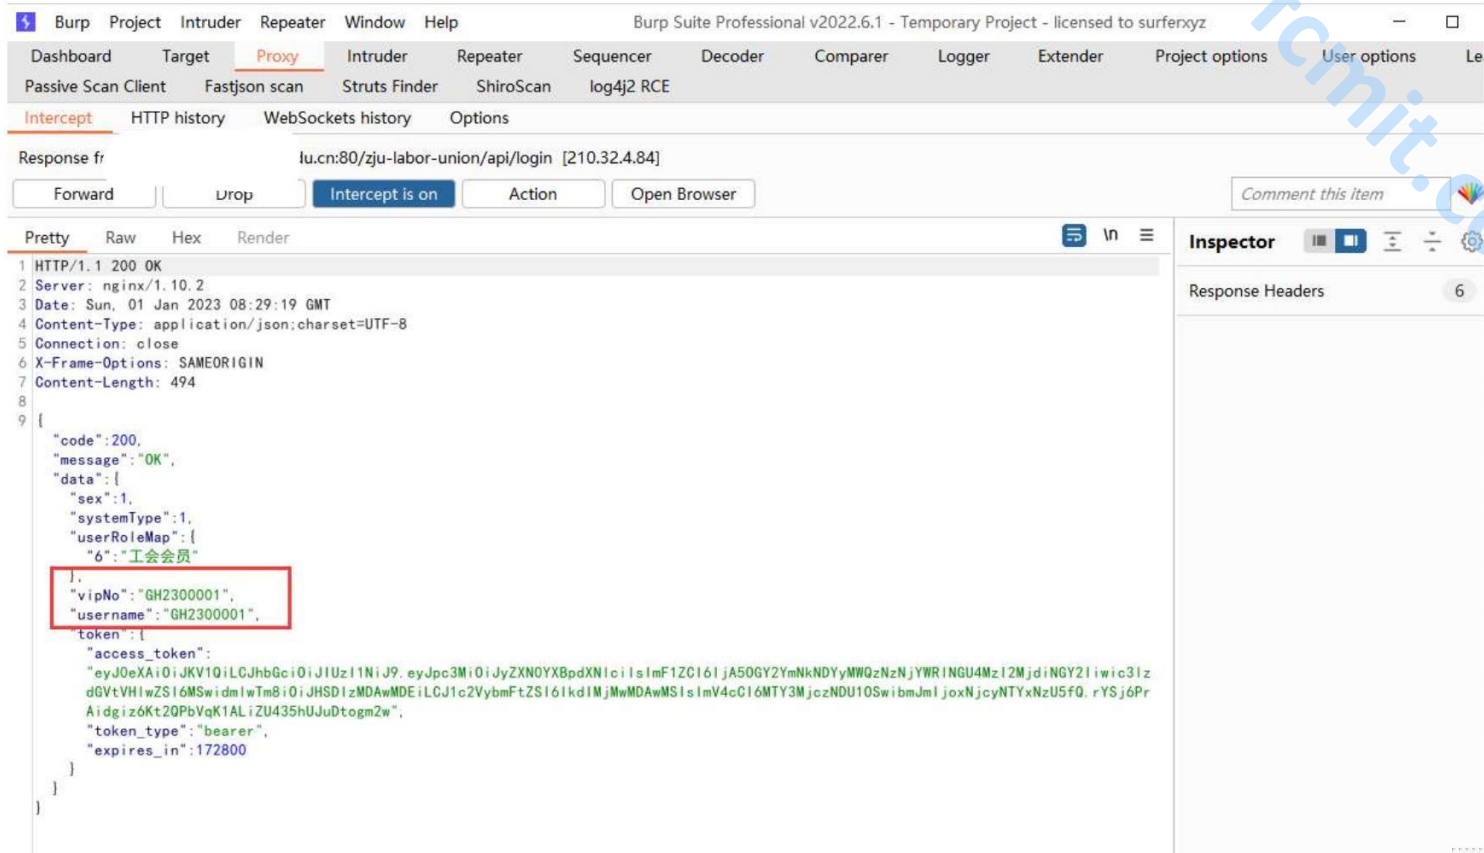 Burp Project Intruder Repeater Window Help Burp Suite Professional v2022.6.1 - Temporary Project - licensed to surferxyz
Dashboard Target Proxy Intruder Repeater Sequencer Decoder Comparer Logger Extender Project options User options Le
Passive Scan Client Fastjson scan Struts Finder ShiroScan log4j2 RCE
Intercept HTTP history WebSockets history Options
Response fr du.cn:80/zju-labor-union/api/login [210.32.4.84]
Forward Drop Intercept is on Action Open Browser Comment this item
Pretty Raw Hex Render \n Inspector
Response Headers 6
1 HTTP/1.1 200 OK
2 Server: nginx/1.10.2
3 Date: Sun, 01 Jan 2023 08:29:19 GMT
4 Content-Type: application/json;charset=UTF-8
5 Connection: close
6 X-Frame-Options: SAMEORIGIN
7 Content-Length: 494
8
9 {
"code":200,
"message":"OK",
"data":{
"sex":1,
"systemType":1,
"userRoleMap":{
"6":"工会会员"
},
"vipNo":"GH2300001",
"username":"GH2300001",
"token":{
"access_token":
"token_type":"bearer",
"expires_in":172800
}
}
}
rcmit.c